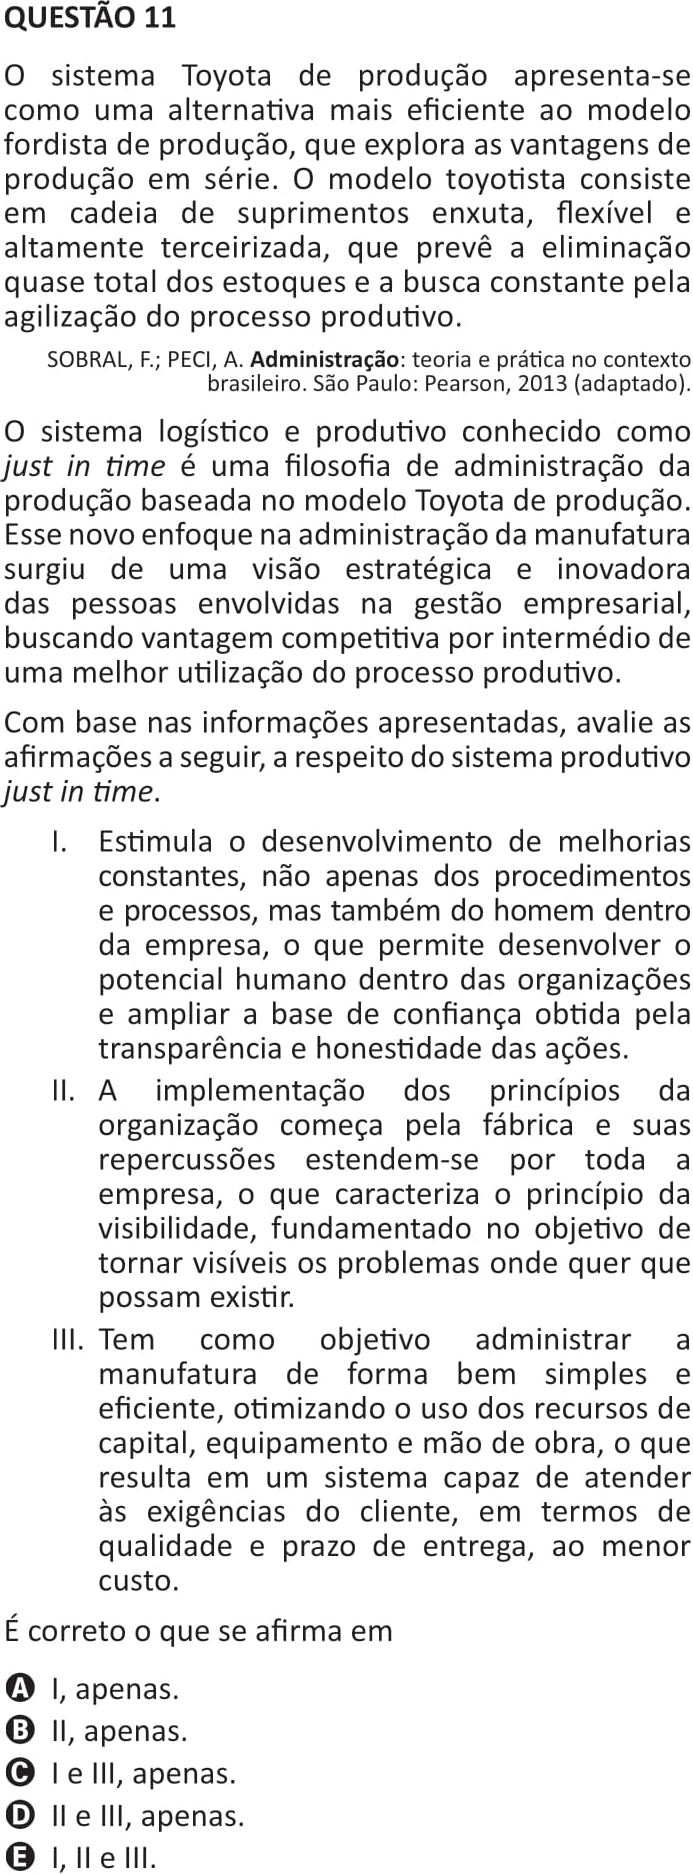 QUESTÃO 11
O sistema Toyota de produção apresenta-se
como uma alternativa mais eficiente ao modelo
fordista de produção, que explora as vantagens de
produção em série. O modelo toyotista consiste
em cadeia de suprimentos enxuta, flexível e
altamente terceirizada, que prevê a eliminação
quase total dos estoques e a busca constante pela
agilização do processo produtivo.
SOBRAL, F.; PECI, A. Administração: teoria e prática no contexto
brasileiro. São Paulo: Pearson, 2013 (adaptado).
O sistema logístico e produtivo conhecido como
just in time é uma filosofia de administração da
produção baseada no modelo Toyota de produção.
Esse novo enfoque na administração da manufatura
surgiu de uma visão estratégica e inovadora
das pessoas envolvidas na gestão empresarial,
buscando vantagem competitiva por intermédio de
uma melhor utilização do processo produtivo.
Com base nas informações apresentadas, avalie as
afirmações a seguir, a respeito do sistema produtivo
just in time.
I. Estimula o desenvolvimento de melhorias
constantes, não apenas dos procedimentos
e processos, mas também do homem dentro
da empresa, o que permite desenvolver o
potencial humano dentro das organizações
e ampliar a base de confiança obtida pela
transparência e honestidade das ações.
II. A implementação dos princípios da
organização começa pela fábrica e suas
repercussões estendem-se por toda a
empresa, o que caracteriza o princípio da
visibilidade, fundamentado no objetivo de
tornar visíveis os problemas onde quer que
possam existir.
III. Tem como objetivo administrar a
manufatura de forma bem simples e
eficiente, otimizando o uso dos recursos de
capital, equipamento e mão de obra, o que
resulta em um sistema capaz de atender
às exigências do cliente, em termos de
qualidade e prazo de entrega, ao menor
custo.
É correto o que se afirma em
A I, apenas.
B II, apenas.
C I e III, apenas.
D II e III, apenas.
E I, II e III.